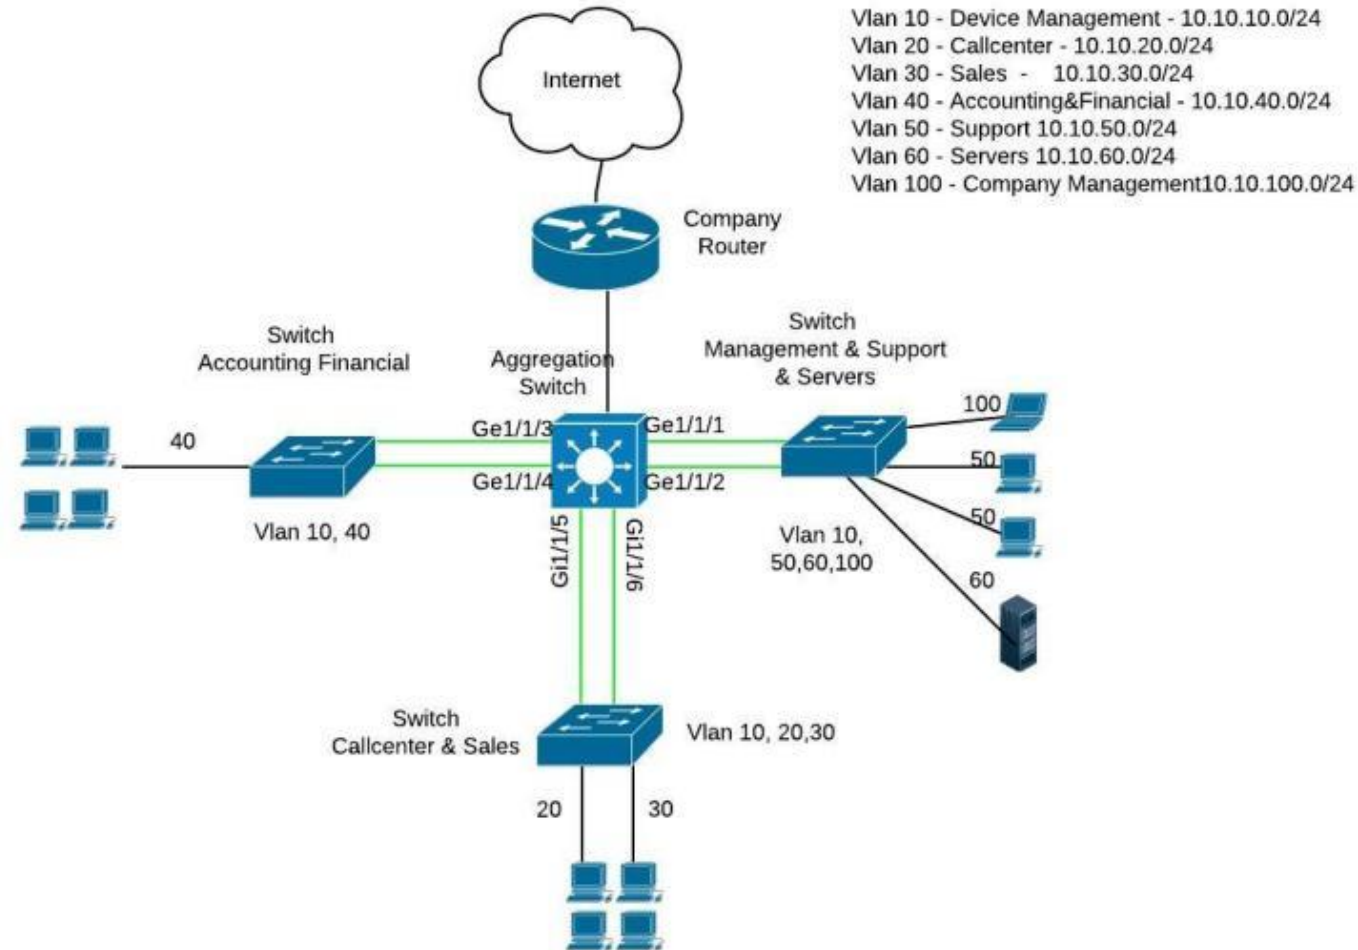 Vlan 10 - Device Management - 10.10.10.0/24
Vlan 20 - Callcenter - 10.10.20.0/24
Vlan 30 - Sales - 10.10.30.0/24
Vlan 40 - Accounting&Financial - 10.10.40.0/24
Vlan 50 - Support 10.10.50.0/24
Vlan 60 - Servers 10.10.60.0/24
Vlan 100 - Company Management10.10.100.0/24
Internet
Company
Router
Switch
Accounting Financial
Aggregation
Switch
Switch
Management & Support
& Servers
40
Ge1/1/3
Ge1/1/4
Ge1/1/1
Ge1/1/2
100
50
50
60
Vlan 10, 40
Gi1/1/5
Gi1/1/6
Vlan 10,
50,60,100
Switch
Callcenter & Sales
Vlan 10, 20,30
20
30